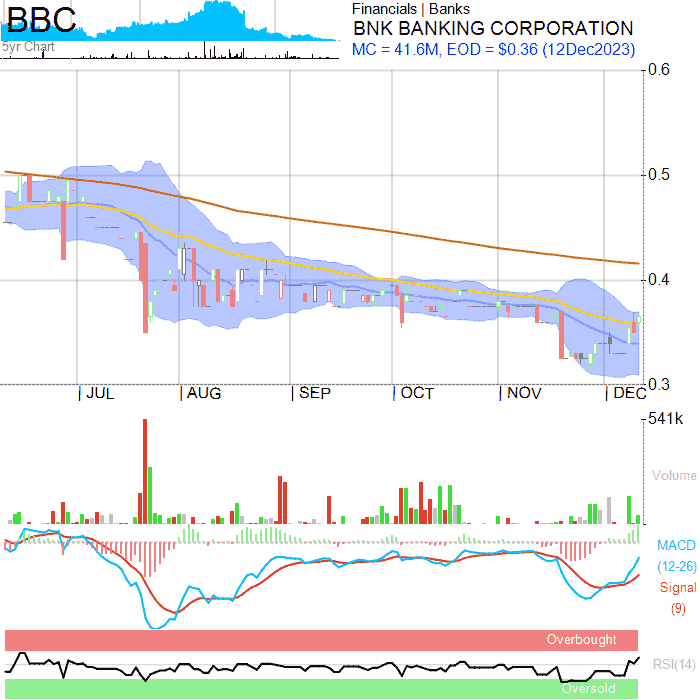 BBC
5yr Chart
Financials | Banks
BNK BANKING CORPORATION
MC = 41.6M, EOD = $0.36 (12Dec2023)
0.6
0.5
0.4
0.3
JUL AUG SEP OCT NOV DEC
541k
Volume
MACD
(12-26)
Signal
(9)
Overbought
RSI(14)
Oversold